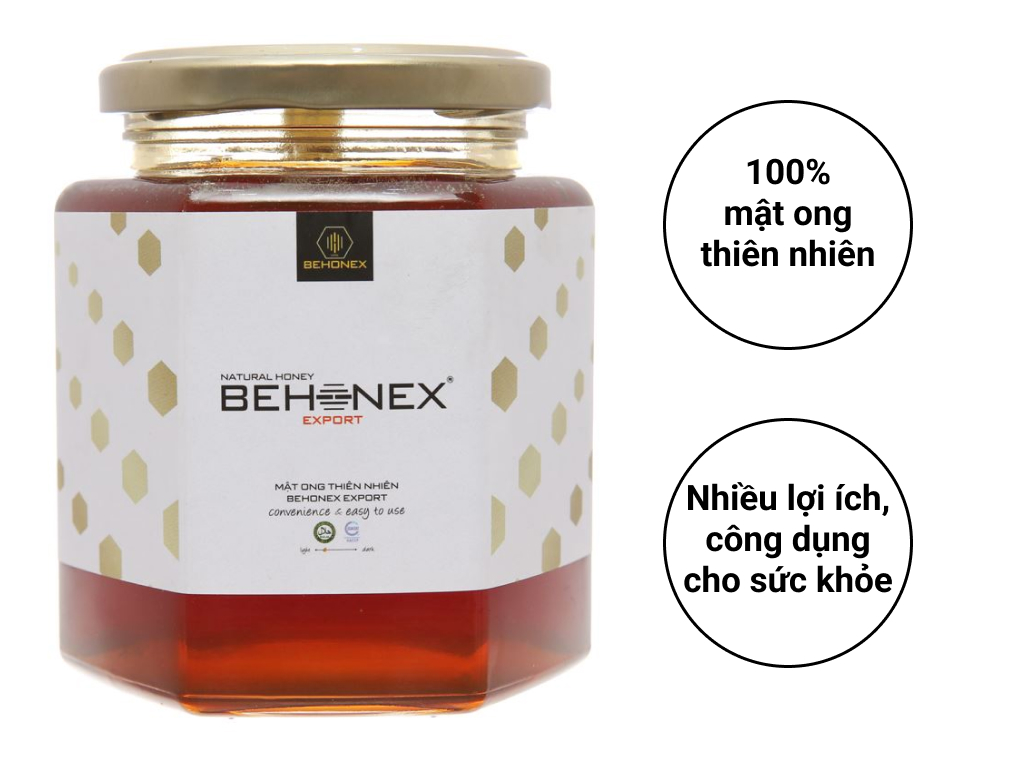 BEHONEX
NATURAL HONEY
BEHONEX®
EXPORT
MẬT ONG THIÊN NHIÊN
BEHONEX EXPORT
convenience & easy to use
light
dark
100%
mật ong
thiên nhiên
Nhiều lợi ích,
công dụng
cho sức khỏe